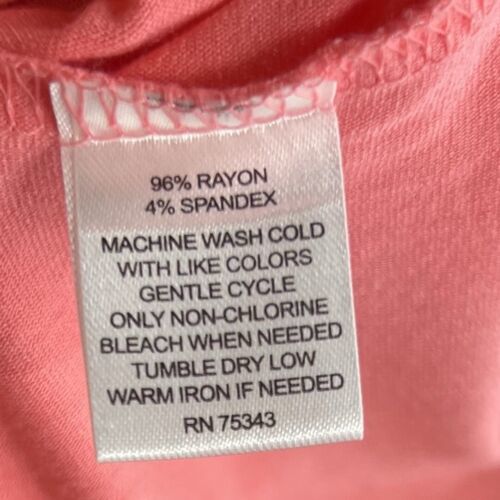 96% RAYON
4% SPANDEX
MACHINE WASH COLD
WITH LIKE COLORS
GENTLE CYCLE
ONLY NON-CHLORINE
BLEACH WHEN NEEDED
TUMBLE DRY LOW
WARM IRON IF NEEDED
RN 75343